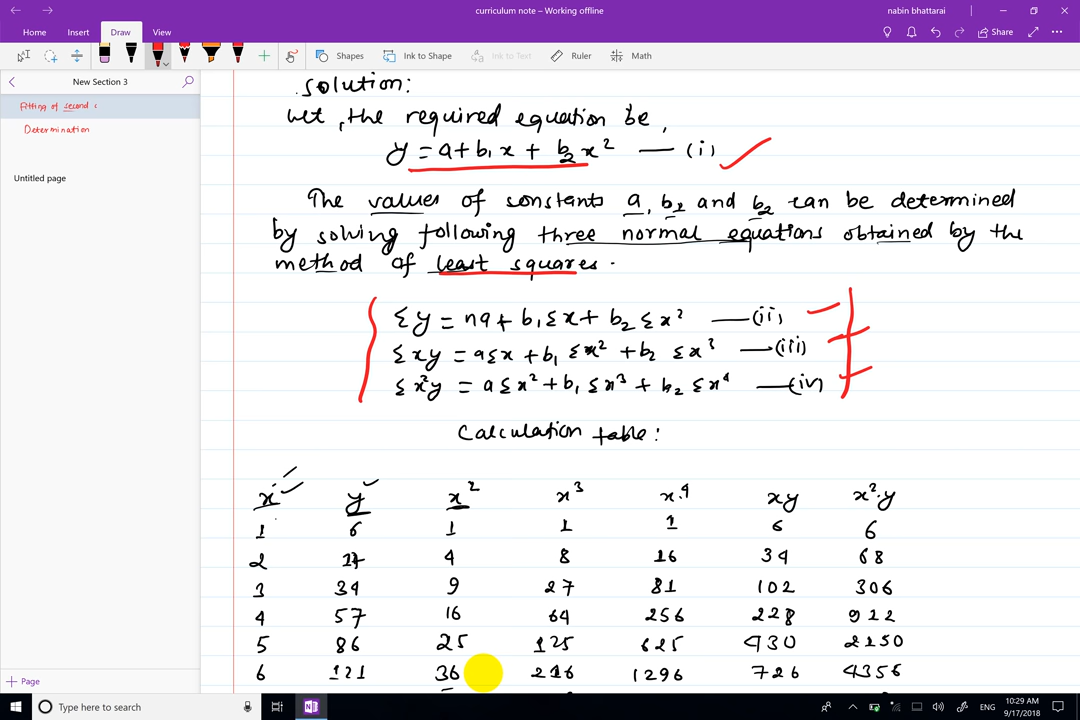 curriculum note – Working offline
nabin bhattarai
Home Insert Draw View
Share
Shapes Ink to Shape Ink to Text Ruler Math
New Section 3
Fitting of second c
Determination
Untitled page
Solution:
Let, the required equation be,
y = a+b₁x + b₂x² — (i)
The values of constants a, b₁ and b₂ can be determined
by solving following three normal equations obtained by the
method of least squares.
Σy = na + b₁Σx + b₂Σx² —(ii)
Σxy = aΣx + b₁Σx² + b₂Σx³ —(iii)
Σx²y = aΣx² + b₁Σx³ + b₂Σx⁴ —(iv)
Calculation table:
x y x² x³ x⁴ xy x²·y
1 6 1 1 1 6 6
2 17 4 8 16 34 68
3 34 9 27 81 102 306
4 57 16 64 256 228 912
5 86 25 125 625 430 2150
6 121 36 216 1296 726 4356
Page
Type here to search
ENG
10:29 AM
9/17/2018